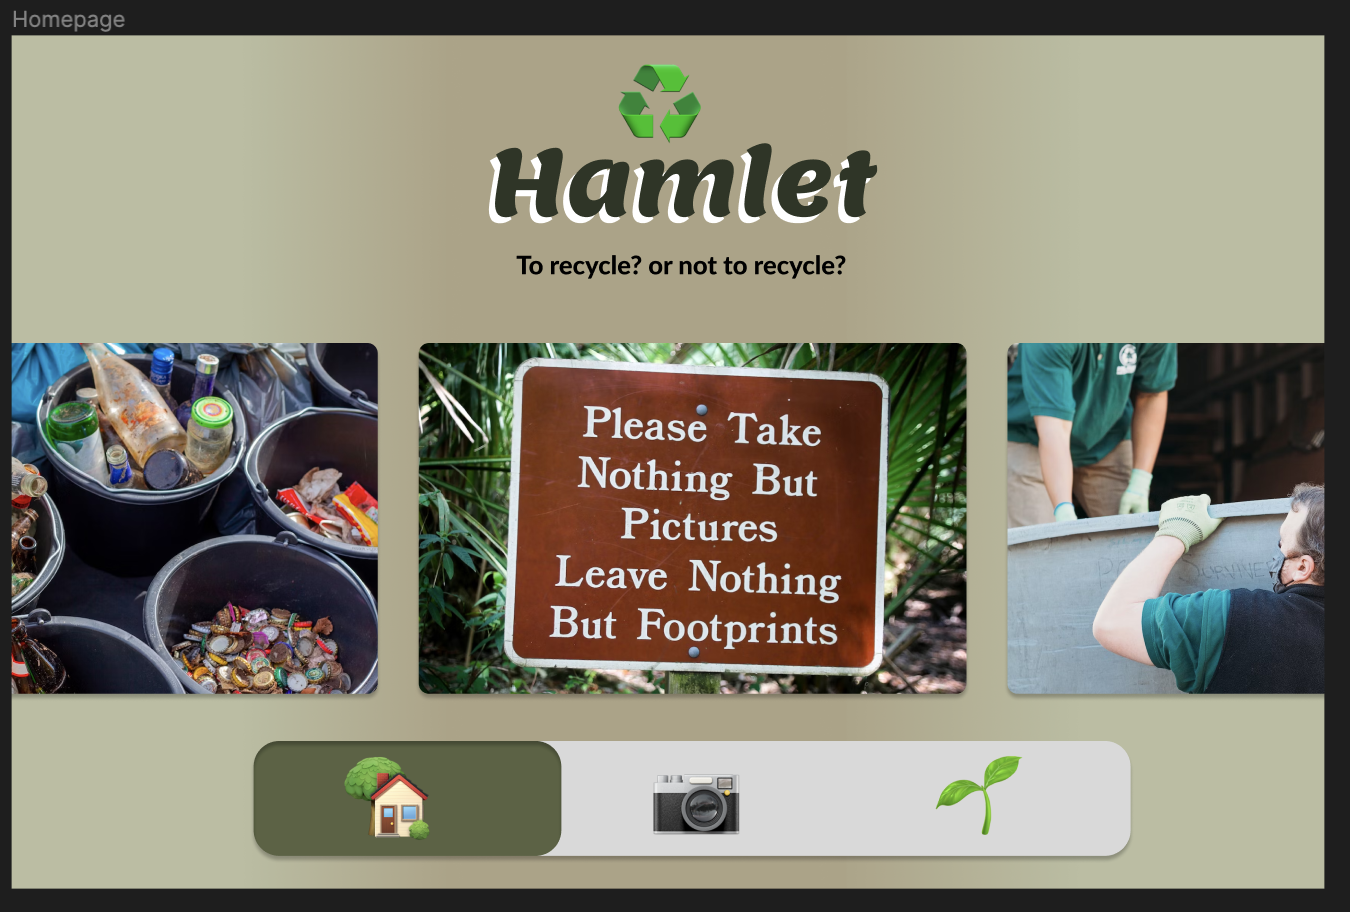 Homepage
Hamlet
To recycle? or not to recycle?
Please Take
Nothing But
Pictures
Leave Nothing
But Footprints